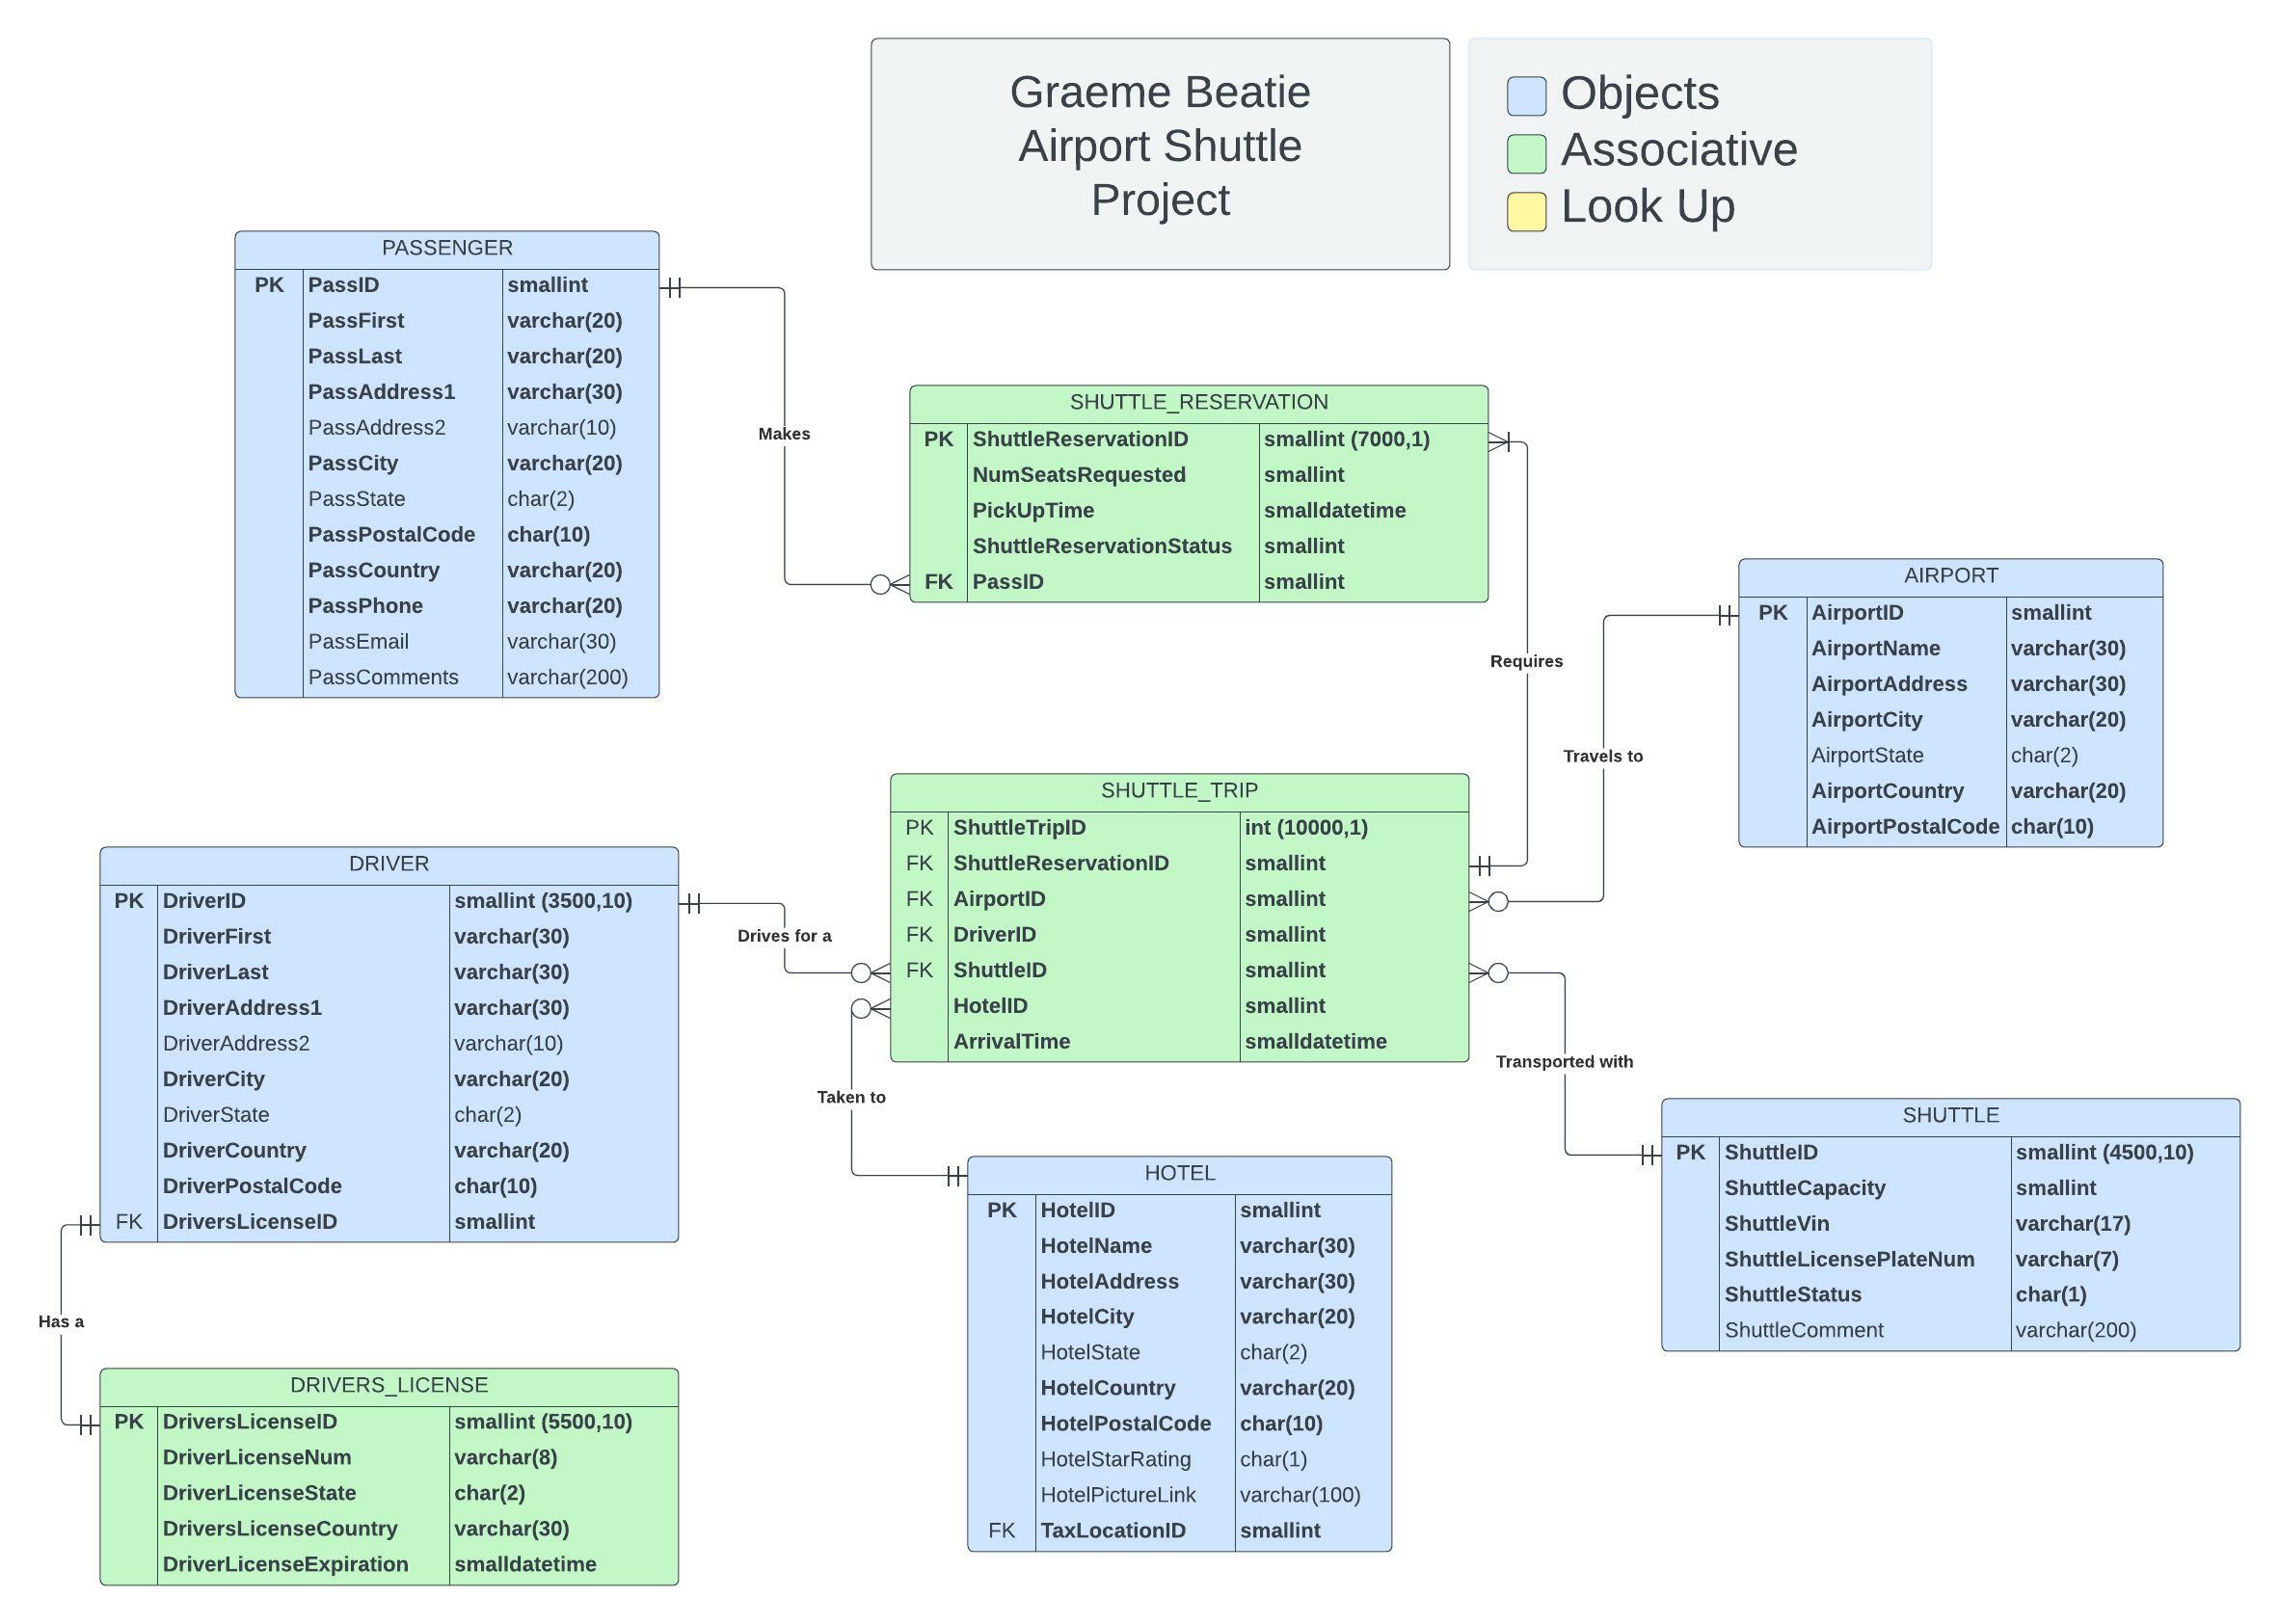 Graeme Beatie
Airport Shuttle
Project
Objects
Associative
Look Up
PASSENGER
PK PassID smallint
PassFirst varchar(20)
PassLast varchar(20)
PassAddress1 varchar(30)
PassAddress2 varchar(10)
PassCity varchar(20)
PassState char(2)
PassPostalCode char(10)
PassCountry varchar(20)
PassPhone varchar(20)
PassEmail varchar(30)
PassComments varchar(200)
Makes
SHUTTLE_RESERVATION
PK ShuttleReservationID smallint (7000,1)
NumSeatsRequested smallint
PickUpTime smalldatetime
ShuttleReservationStatus smallint
FK PassID smallint
Requires
AIRPORT
PK AirportID smallint
AirportName varchar(30)
AirportAddress varchar(30)
AirportCity varchar(20)
AirportState char(2)
AirportCountry varchar(20)
AirportPostalCode char(10)
Travels to
SHUTTLE_TRIP
PK ShuttleTripID int (10000,1)
FK ShuttleReservationID smallint
FK AirportID smallint
FK DriverID smallint
FK ShuttleID smallint
HotelID smallint
ArrivalTime smalldatetime
DRIVER
PK DriverID smallint (3500,10)
DriverFirst varchar(30)
DriverLast varchar(30)
DriverAddress1 varchar(30)
DriverAddress2 varchar(10)
DriverCity varchar(20)
DriverState char(2)
DriverCountry varchar(20)
DriverPostalCode char(10)
FK DriversLicenseID smallint
Drives for a
Taken to
Transported with
SHUTTLE
PK ShuttleID smallint (4500,10)
ShuttleCapacity smallint
ShuttleVin varchar(17)
ShuttleLicensePlateNum varchar(7)
ShuttleStatus char(1)
ShuttleComment varchar(200)
HOTEL
PK HotelID smallint
HotelName varchar(30)
HotelAddress varchar(30)
HotelCity varchar(20)
HotelState char(2)
HotelCountry varchar(20)
HotelPostalCode char(10)
HotelStarRating char(1)
HotelPictureLink varchar(100)
FK TaxLocationID smallint
Has a
DRIVERS_LICENSE
PK DriversLicenseID smallint (5500,10)
DriverLicenseNum varchar(8)
DriverLicenseState char(2)
DriversLicenseCountry varchar(30)
DriverLicenseExpiration smalldatetime